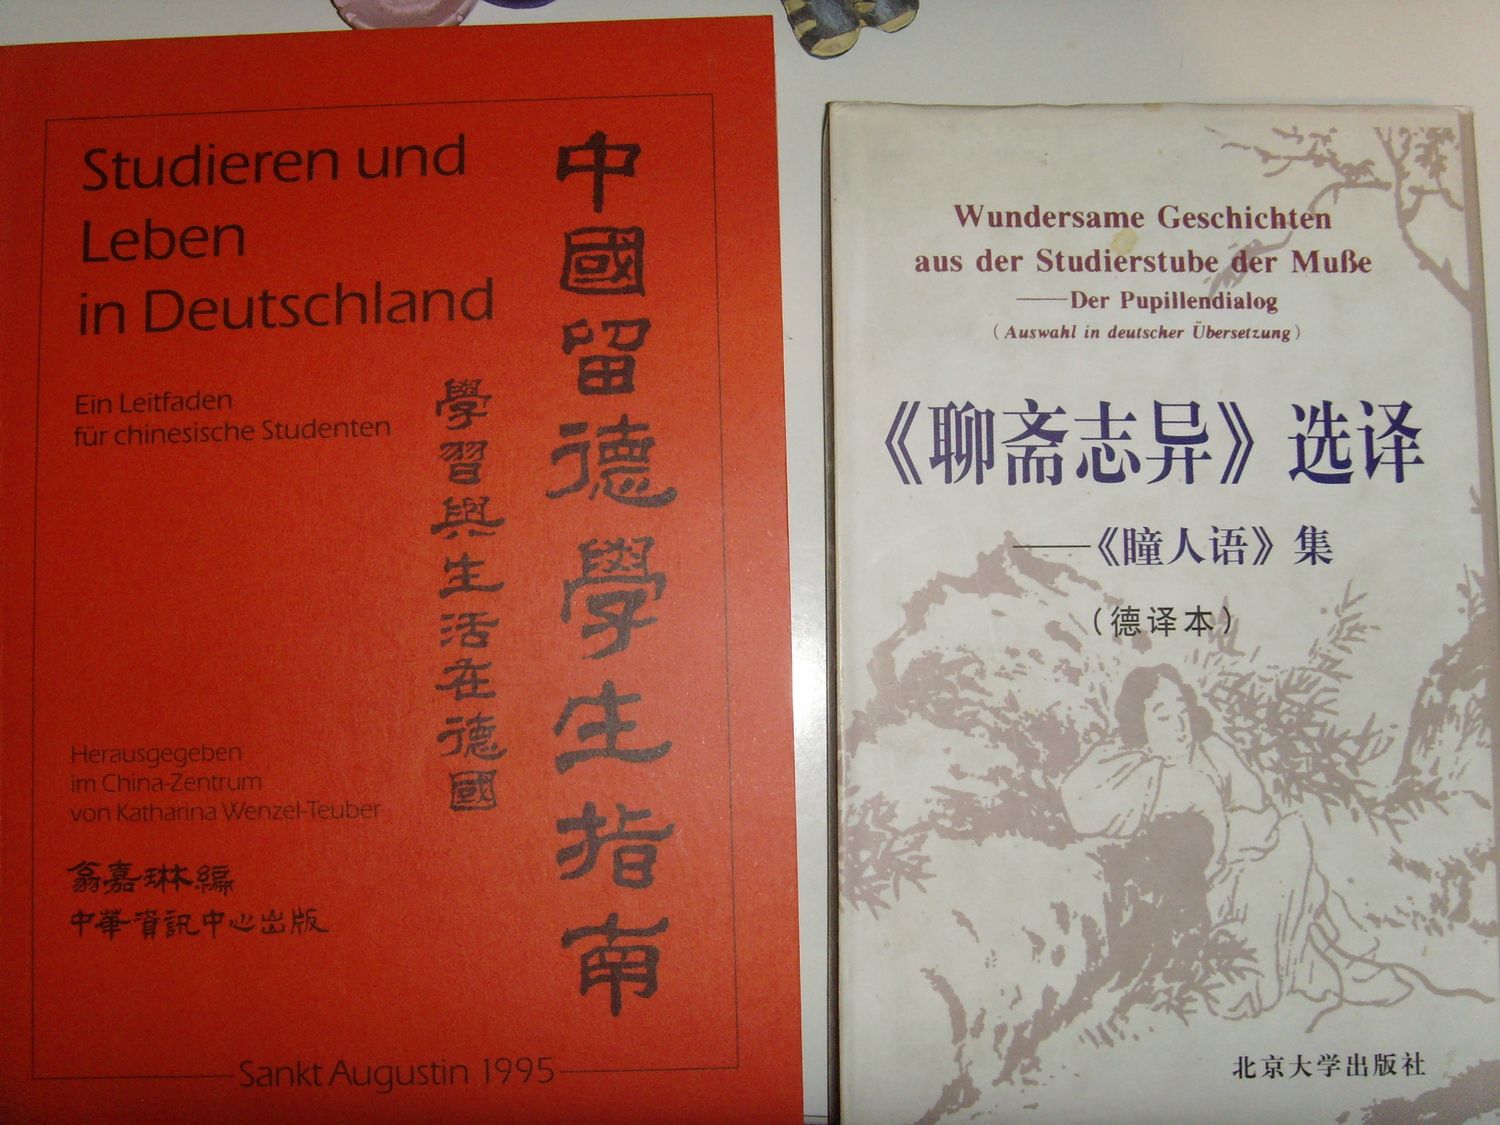 Studieren und
Leben
in Deutschland
Ein Leitfaden
für chinesische Studenten
中國留德學生指南
學習與生活在德國
Herausgegeben
im China-Zentrum
von Katharina Wenzel-Teuber
翁嘉琳編
中華資訊中心出版
Sankt Augustin 1995
Wundersame Geschichten
aus der Studierstube der Muße
——Der Pupillendialog
(Auswahl in deutscher Übersetzung)
《聊斋志异》选译
——《瞳人语》集
(德译本)
北京大学出版社